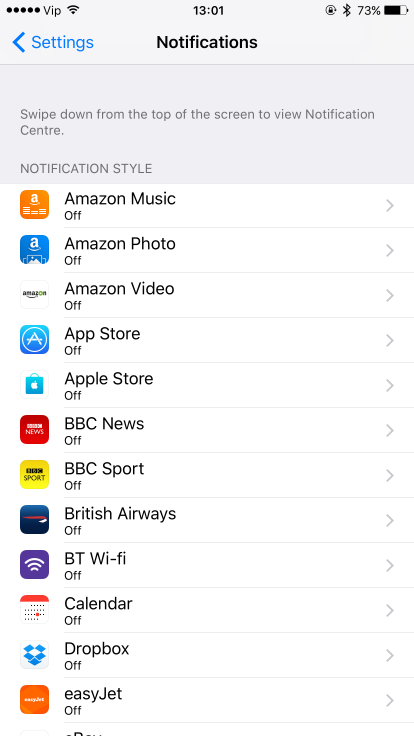 Vip 13:01 73%
Settings Notifications
Swipe down from the top of the screen to view Notification
Centre.
NOTIFICATION STYLE
Amazon Music
Off
Amazon Photo
Off
amazon Amazon Video
Off
App Store
Off
Apple Store
Off
BBC NEWS BBC News
Off
BBC SPORT BBC Sport
Off
British Airways
Off
BT Wi-fi
Off
Calendar
Off
Dropbox
Off
easyJet easyJet
Off